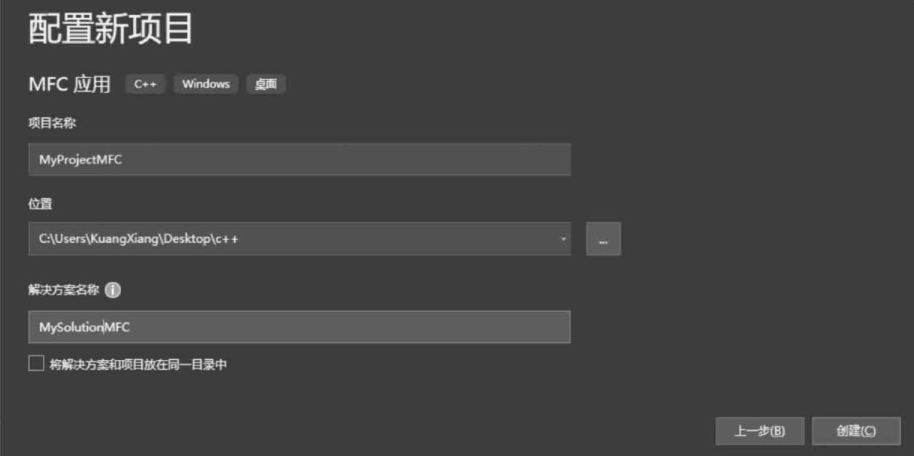 配置新项目
MFC 应用 C++ Windows 桌面
项目名称
MyProjectMFC
位置
C:\Users\KuangXiang\Desktop\c++
...
解决方案名称
MySolutionMFC
将解决方案和项目放在同一目录中
上一步(B) 创建(C)